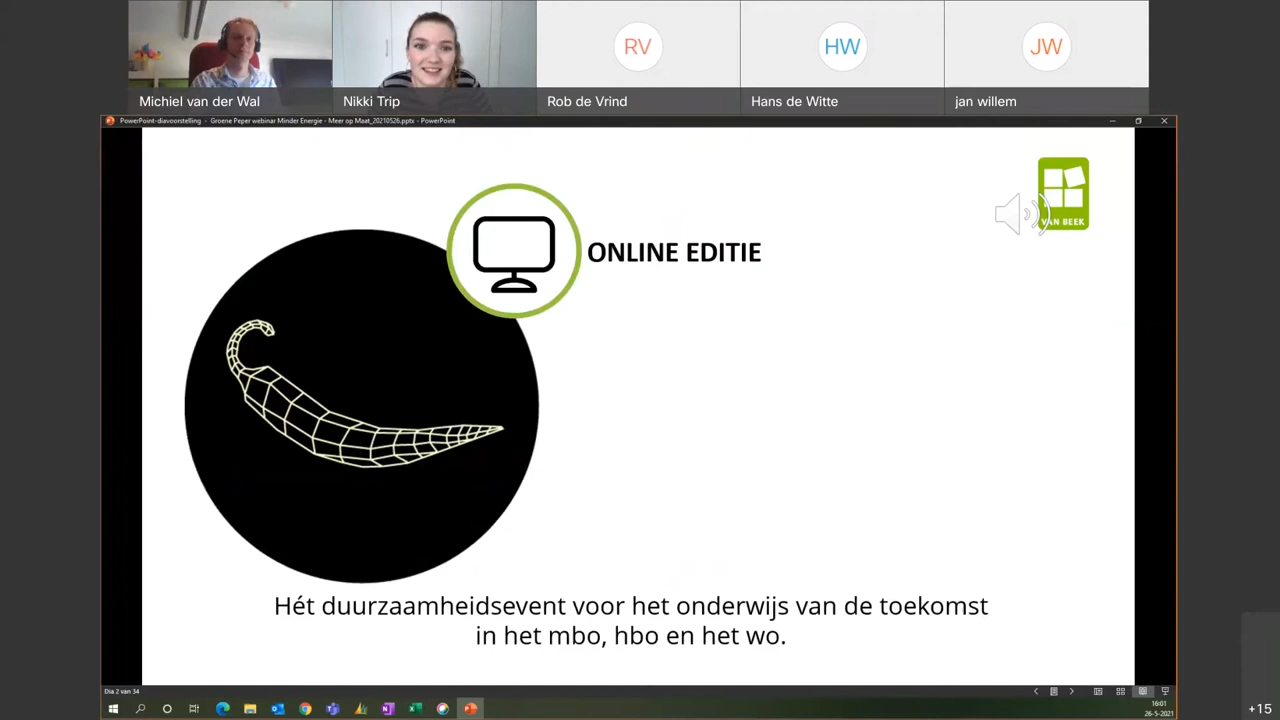 RV
HW
JW
Michiel van der Wal
Nikki Trip
Rob de Vrind
Hans de Witte
jan willem
PowerPoint-diavoorstelling - Groene Peper webinar Minder Energie - Meer op Maat_20210526.pptx - PowerPoint
VAN BEEK
ONLINE EDITIE
Hét duurzaamheidsevent voor het onderwijs van de toekomst
in het mbo, hbo en het wo.
Dia 2 van 34
16:01
26-5-2021
+15